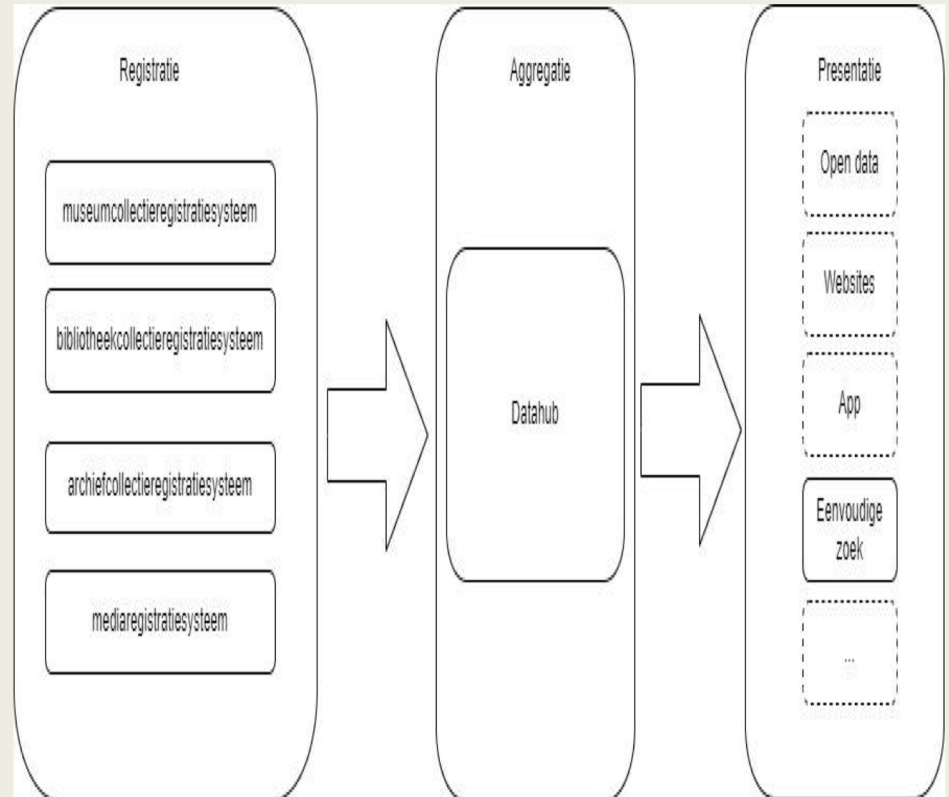 Registratie
museumcollectieregistratiesysteem
bibliotheekcollectieregistratiesysteem
archiefcollectieregistratiesysteem
mediaregistratiesysteem
Aggregatie
Datahub
Presentatie
Open data
Websites
App
Eenvoudige
zoek
...